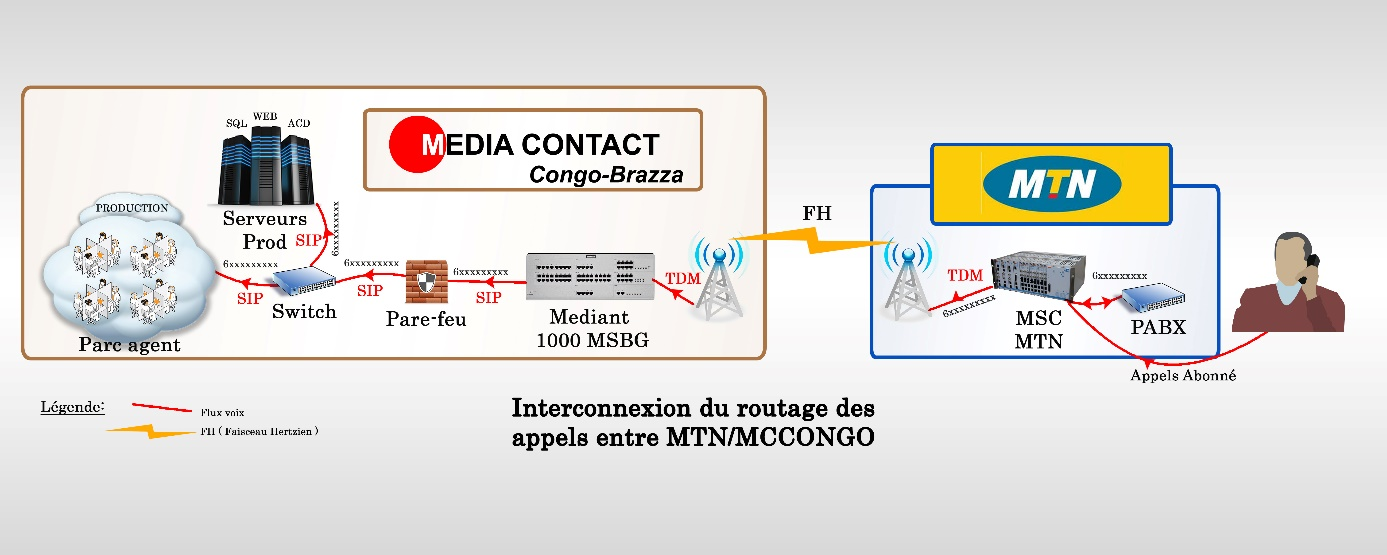 SQL WEB ACD
MEDIA CONTACT
Congo-Brazza
MTN
PRODUCTION
Serveurs
Prod
SIP
6xxxxxxxxx
FH
6xxxxxxxxx
SIP
Switch
Parc agent
6xxxxxxxxx
SIP
Pare-feu
6xxxxxxxxx
SIP
Mediant
1000 MSBG
TDM
TDM
6xxxxxxxxx
MSC
MTN
6xxxxxxxxx
PABX
Appels Abonné
Légende:
Flux voix
FH ( Faisceau Hertzien )
Interconnexion du routage des
appels entre MTN/MCCONGO